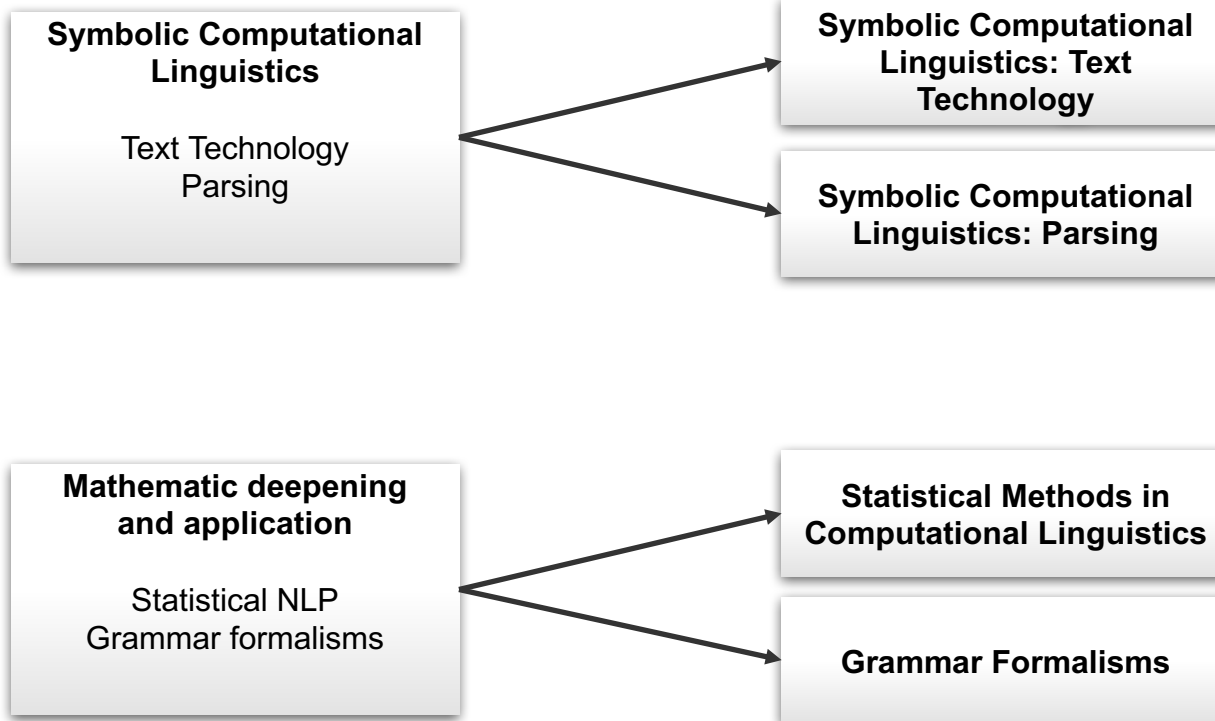 Symbolic Computational
Linguistics
Text Technology
Parsing
Symbolic Computational
Linguistics: Text
Technology
Symbolic Computational
Linguistics: Parsing
Mathematic deepening
and application
Statistical NLP
Grammar formalisms
Statistical Methods in
Computational Linguistics
Grammar Formalisms